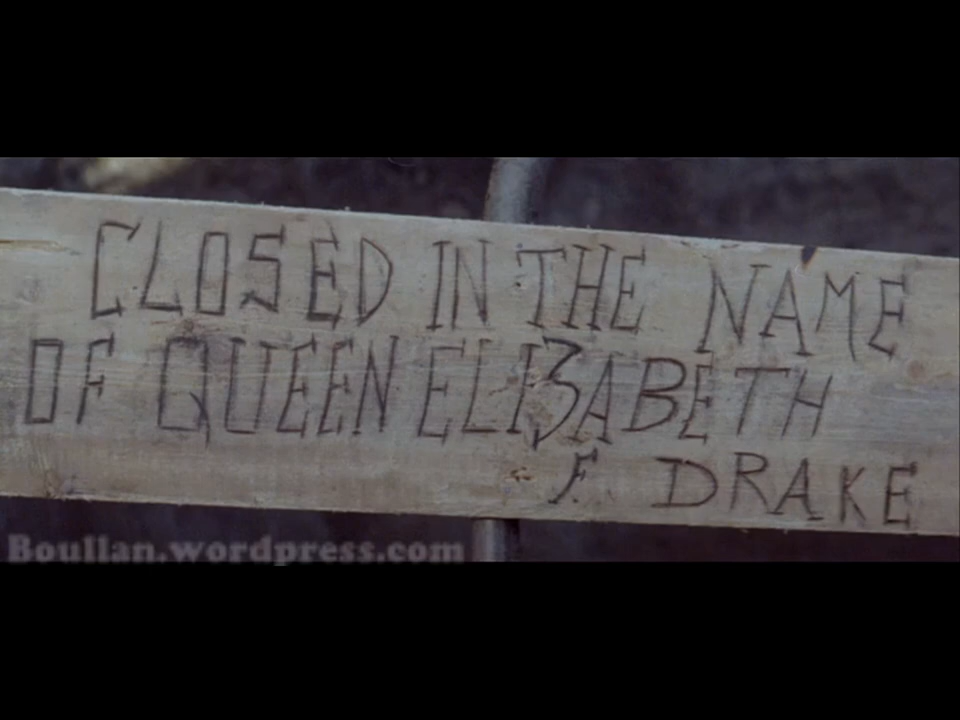 CLOSED IN THE NAME
OF QUEEN ELIZABETH
F. DRAKE
Boullan.wordpress.com